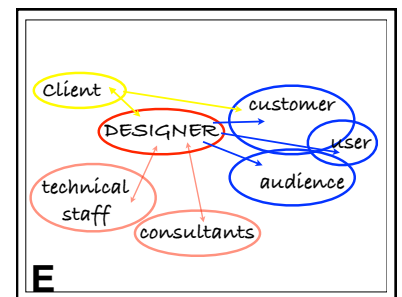 Client
customer
DESIGNER
user
audience
technical
staff
consultants
E